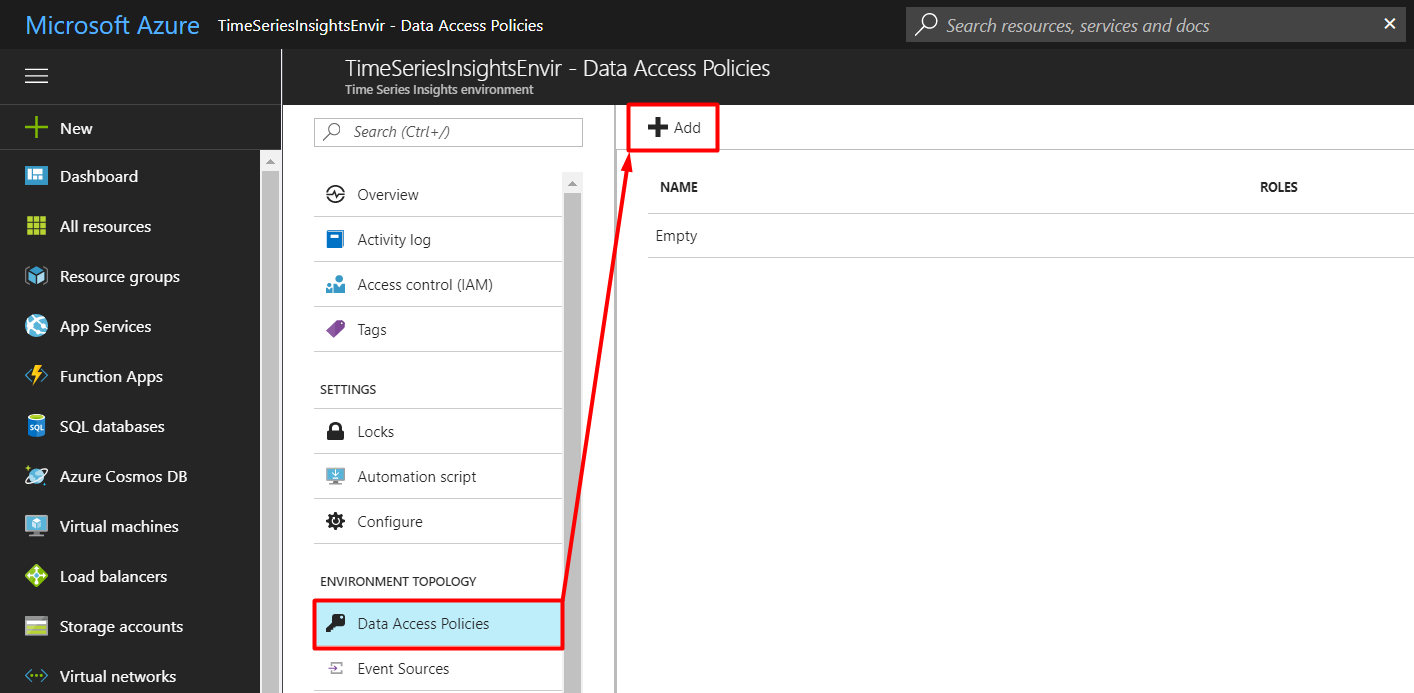 Microsoft Azure TimeSeriesInsightsEnvir - Data Access Policies
Search resources, services and docs
TimeSeriesInsightsEnvir - Data Access Policies
Time Series Insights environment
New
Dashboard
All resources
Resource groups
App Services
Function Apps
SQL databases
Azure Cosmos DB
Virtual machines
Load balancers
Storage accounts
Virtual networks
Search (Ctrl+/)
Overview
Activity log
Access control (IAM)
Tags
SETTINGS
Locks
Automation script
Configure
ENVIRONMENT TOPOLOGY
Data Access Policies
Event Sources
Add
NAME ROLES
Empty